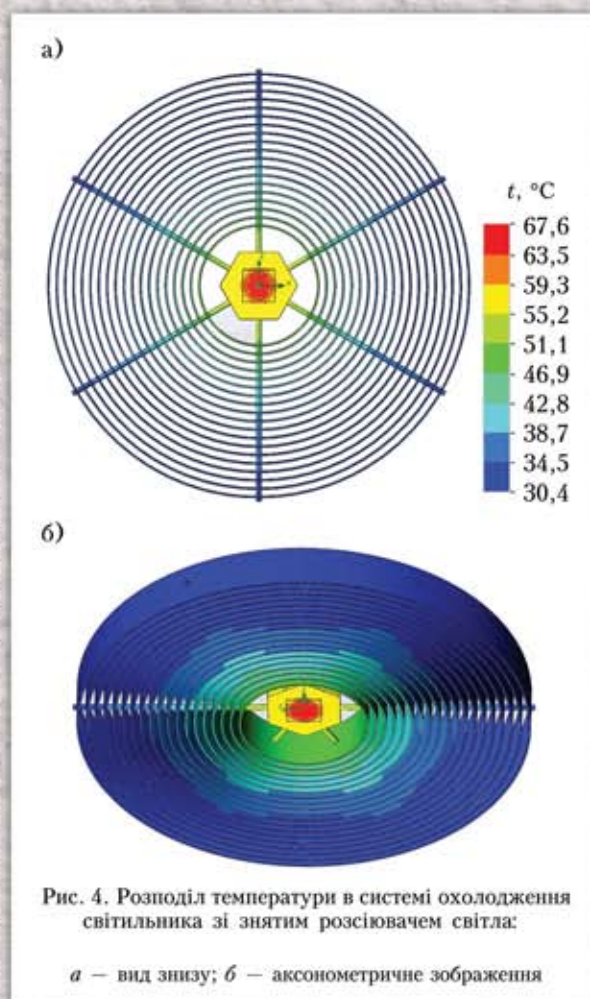 а)
t, °C
67,6
63,5
59,3
55,2
51,1
46,9
42,8
38,7
34,5
30,4
б)
Рис. 4. Розподіл температури в системі охолодження
світильника зі знятим розсіювачем світла:
а — вид знизу; б — аксонометричне зображення